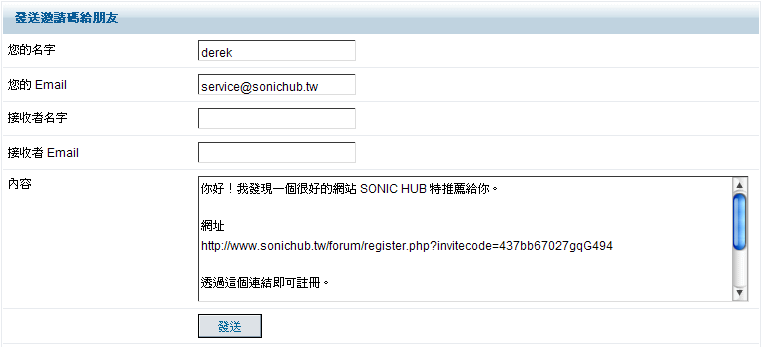 發送邀請碼給朋友
您的名字 derek
您的 Email service@sonichub.tw
接收者名字
接收者 Email
內容 你好！我發現一個很好的網站 SONIC HUB 特推薦給你。
網址
http://www.sonichub.tw/forum/register.php?invitecode=437bb67027gqG494
透過這個連結即可註冊。
發送